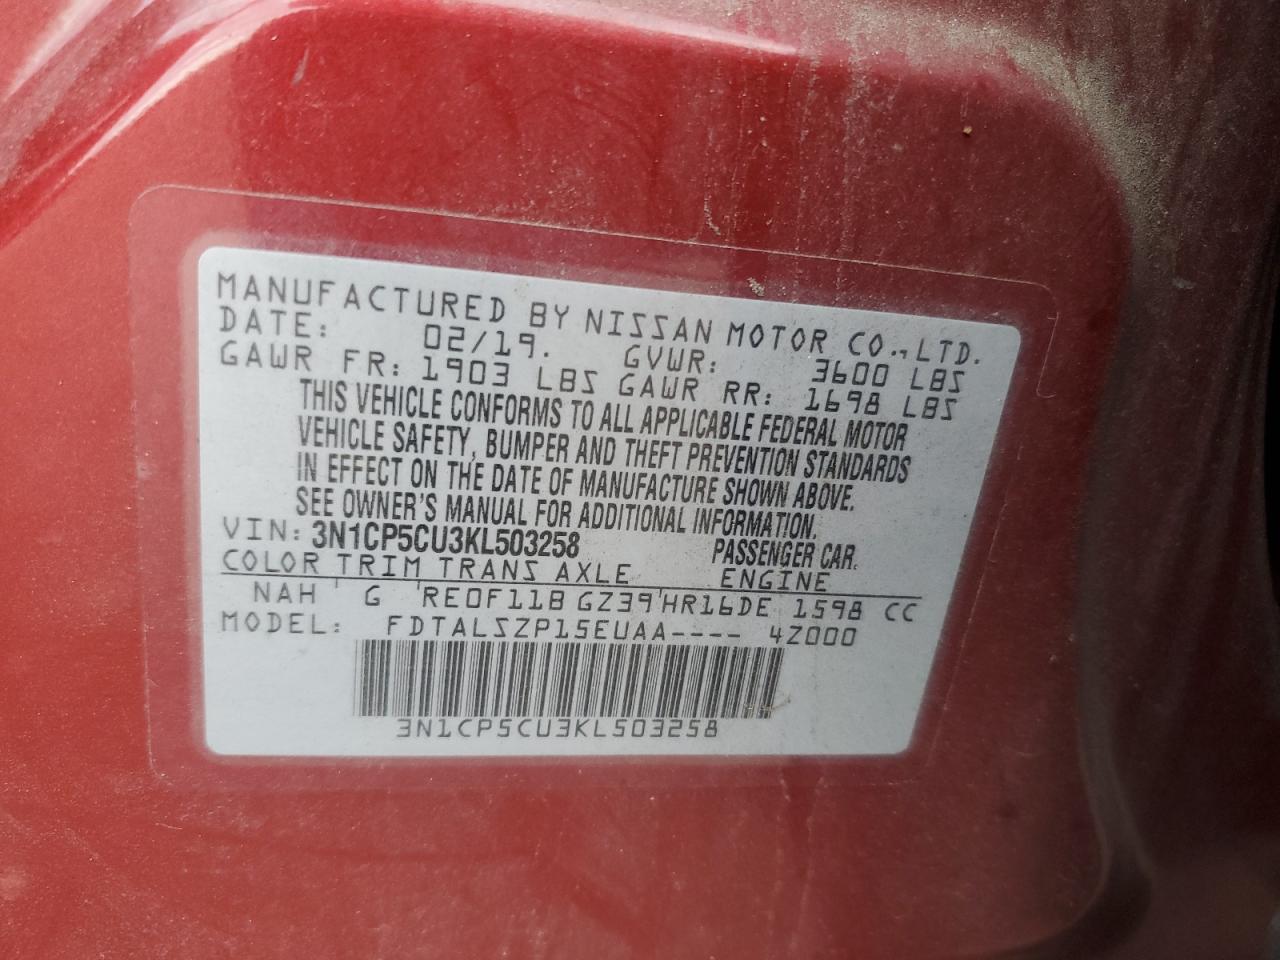 MANUFACTURED BY NISSAN MOTOR CO., LTD.
DATE: 02/19. GVWR: 3600 LBS
GAWR FR: 1903 LBS GAWR RR: 1698 LBS
THIS VEHICLE CONFORMS TO ALL APPLICABLE FEDERAL MOTOR
VEHICLE SAFETY, BUMPER AND THEFT PREVENTION STANDARDS
IN EFFECT ON THE DATE OF MANUFACTURE SHOWN ABOVE.
SEE OWNER'S MANUAL FOR ADDITIONAL INFORMATION.
VIN: 3N1CP5CU3KL503258 PASSENGER CAR.
COLOR TRIM TRANS AXLE ENGINE
NAH ' G 'RE0F11B GZ39'HR16DE 1598 CC
MODEL: FDTALSZP15EUAA---- 4Z000
3N1CP5CU3KL503258